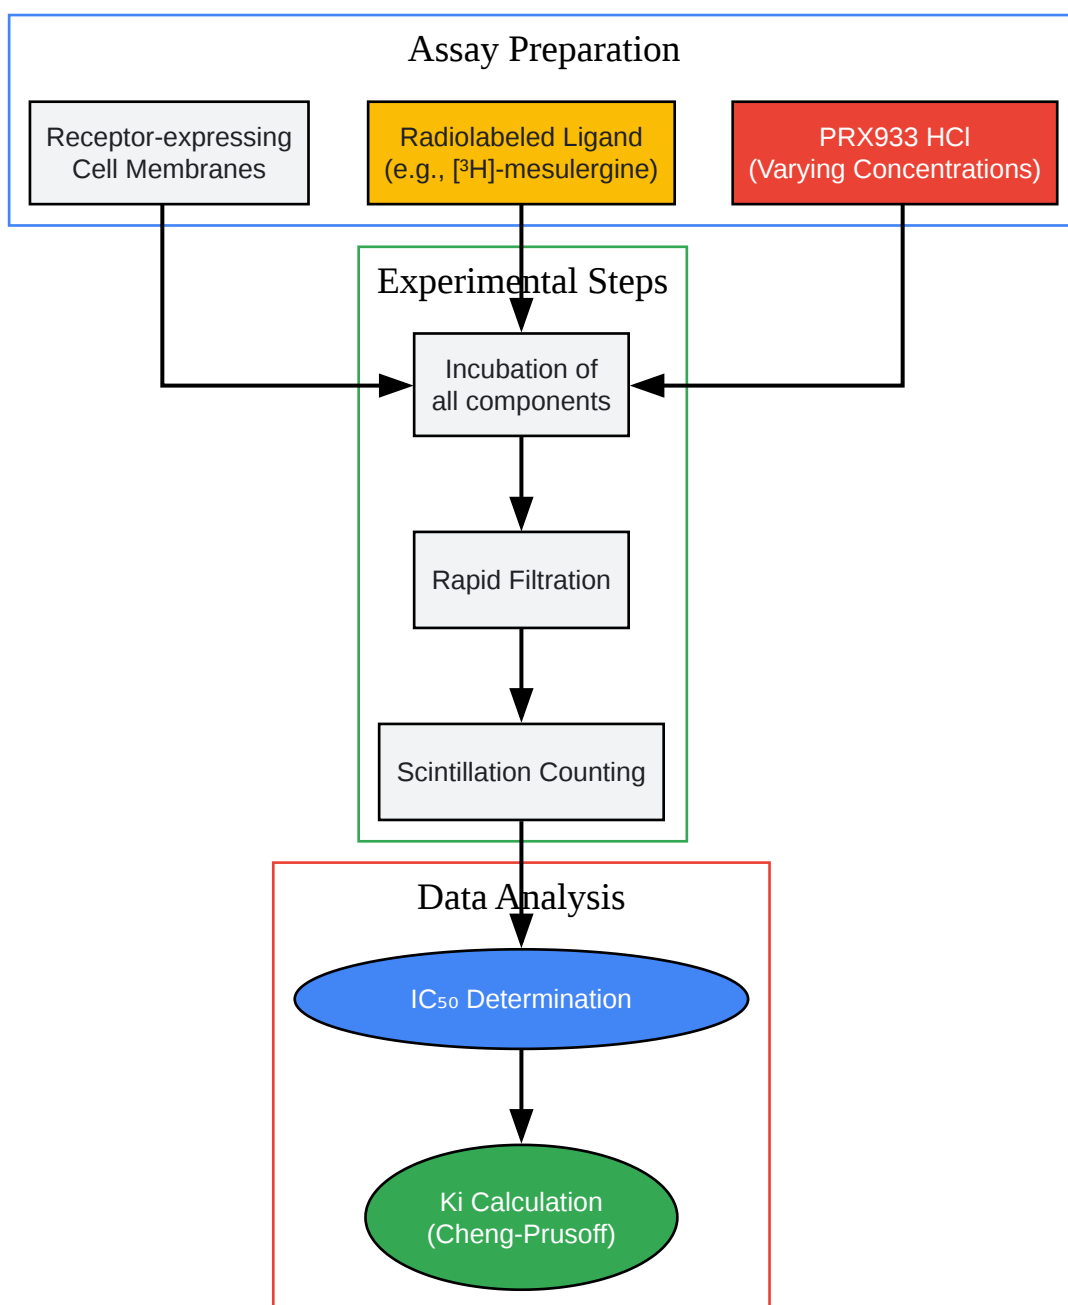 Assay Preparation
Receptor-expressing
Cell Membranes
Radiolabeled Ligand
(e.g., [³H]-mesulergine)
PRX933 HCl
(Varying Concentrations)
Experimental Steps
Incubation of
all components
Rapid Filtration
Scintillation Counting
Data Analysis
IC₅₀ Determination
Ki Calculation
(Cheng-Prusoff)